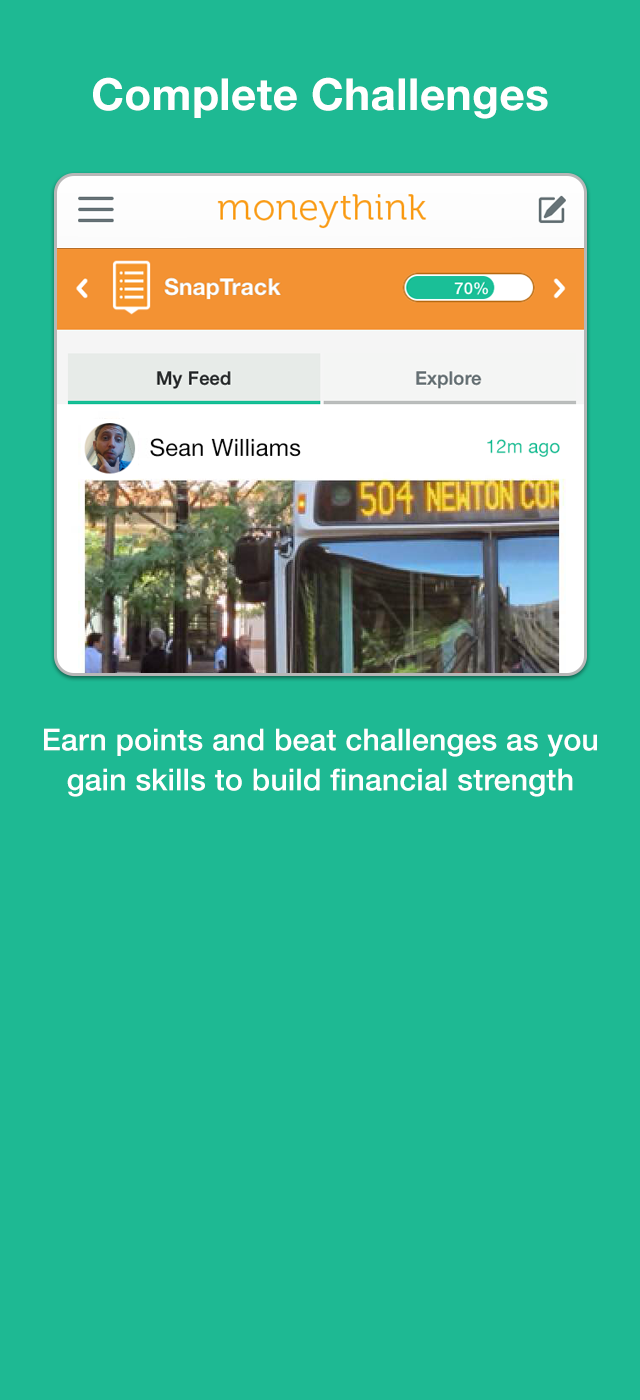 Complete Challenges
moneythink
SnapTrack 70%
My Feed Explore
Sean Williams 12m ago
504 NEWTON COR
Earn points and beat challenges as you
gain skills to build financial strength